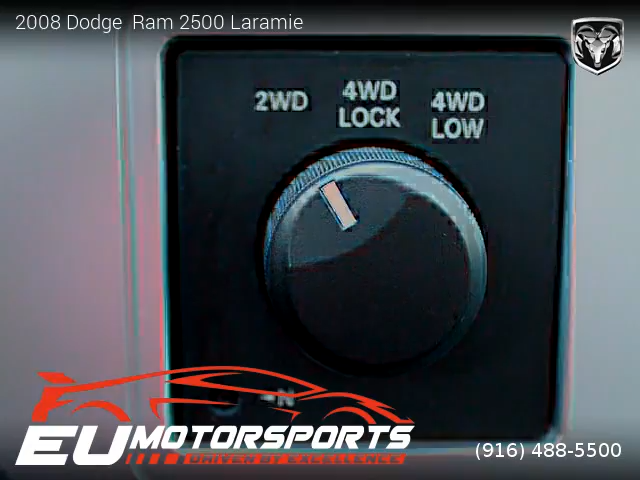 2008 Dodge Ram 2500 Laramie
2WD
4WD
LOCK
4WD
LOW
N
EU MOTORSPORTS
DRIVEN BY EXCELLENCE
(916) 488-5500